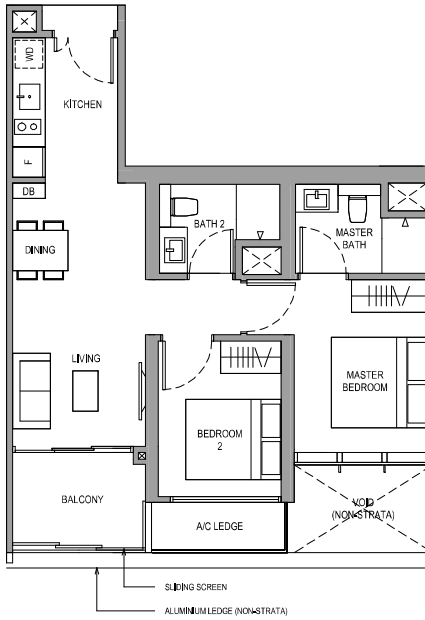 WD
KITCHEN
F
DB
BATH 2
MASTER
BATH
DINING
LIVING
MASTER
BEDROOM
BEDROOM
2
BALCONY
A/C LEDGE
VOID
(NON-STRATA)
SLIDING SCREEN
ALUMINIUM LEDGE (NON-STRATA)